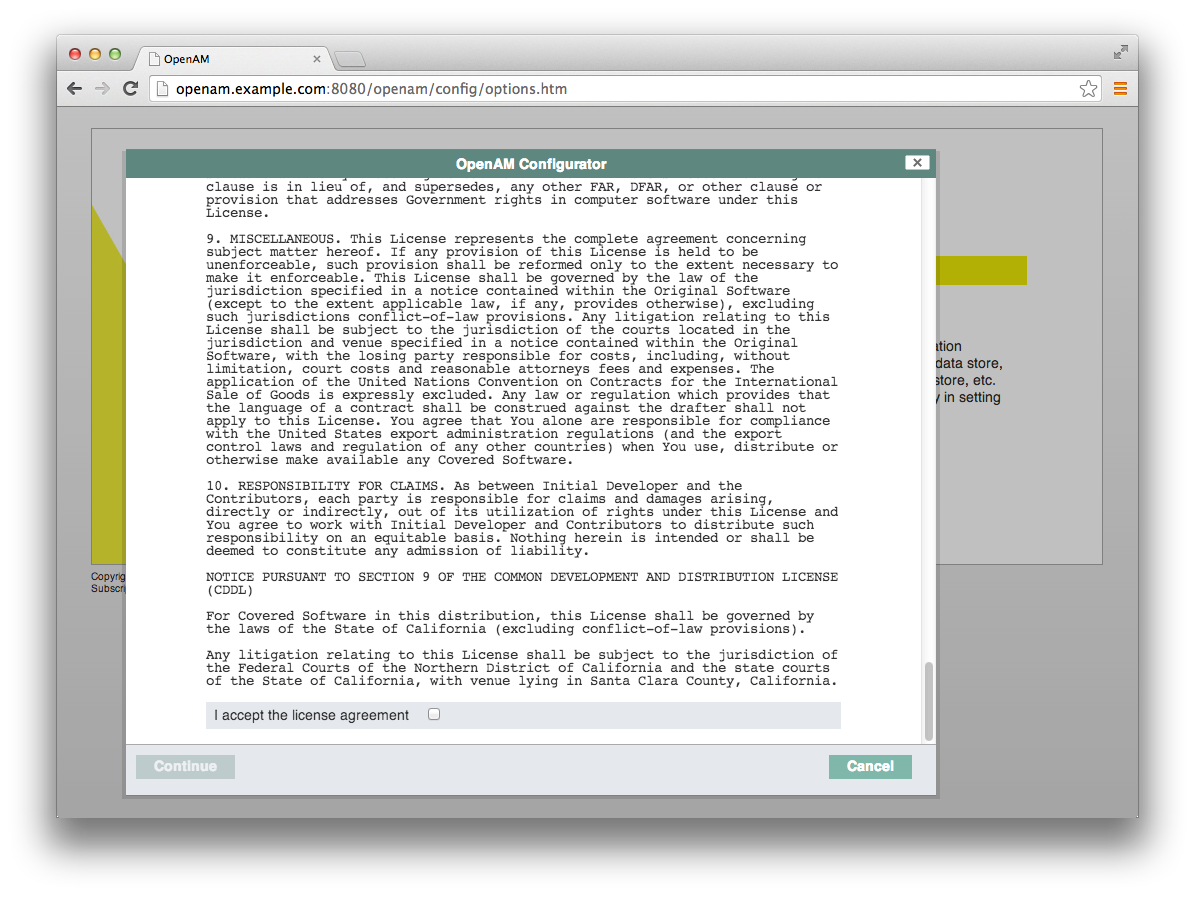 OpenAM
openam.example.com:8080/openam/config/options.htm
OpenAM Configurator
clause is in lieu of, and supersedes, any other FAR, DFAR, or other clause or
provision that addresses Government rights in computer software under this
License.
9. MISCELLANEOUS. This License represents the complete agreement concerning
subject matter hereof. If any provision of this License is held to be
unenforceable, such provision shall be reformed only to the extent necessary to
make it enforceable. This License shall be governed by the law of the
jurisdiction specified in a notice contained within the Original Software
(except to the extent applicable law, if any, provides otherwise), excluding
such jurisdictions conflict-of-law provisions. Any litigation relating to this
License shall be subject to the jurisdiction of the courts located in the
jurisdiction and venue specified in a notice contained within the Original
Software, with the losing party responsible for costs, including, without
limitation, court costs and reasonable attorneys fees and expenses. The
application of the United Nations Convention on Contracts for the International
Sale of Goods is expressly excluded. Any law or regulation which provides that
the language of a contract shall be construed against the drafter shall not
apply to this License. You agree that You alone are responsible for compliance
with the United States export administration regulations (and the export
control laws and regulation of any other countries) when You use, distribute or
otherwise make available any Covered Software.
10. RESPONSIBILITY FOR CLAIMS. As between Initial Developer and the
Contributors, each party is responsible for claims and damages arising,
directly or indirectly, out of its utilization of rights under this License and
You agree to work with Initial Developer and Contributors to distribute such
responsibility on an equitable basis. Nothing herein is intended or shall be
deemed to constitute any admission of liability.
NOTICE PURSUANT TO SECTION 9 OF THE COMMON DEVELOPMENT AND DISTRIBUTION LICENSE
(CDDL)
For Covered Software in this distribution, this License shall be governed by
the laws of the State of California (excluding conflict-of-law provisions).
Any litigation relating to this License shall be subject to the jurisdiction of
the Federal Courts of the Northern District of California and the state courts
of the State of California, with venue lying in Santa Clara County, California.
I accept the license agreement
Continue
Cancel
ation
data store,
store, etc.
y in setting
Copyrig
Subscri